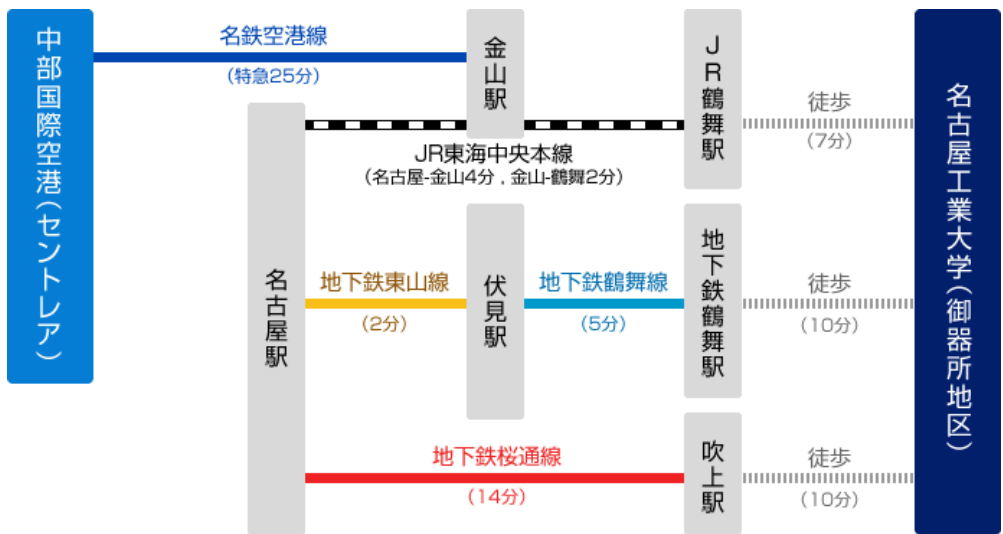 中部国際空港(セントレア)
名鉄空港線
(特急25分)
金山駅
JR鶴舞駅
徒歩
(7分)
名古屋工業大学(御器所地区)
JR東海中央本線
(名古屋-金山4分 , 金山-鶴舞2分)
名古屋駅
地下鉄東山線
(2分)
伏見駅
地下鉄鶴舞線
(5分)
地下鉄鶴舞駅
徒歩
(10分)
地下鉄桜通線
(14分)
吹上駅
徒歩
(10分)